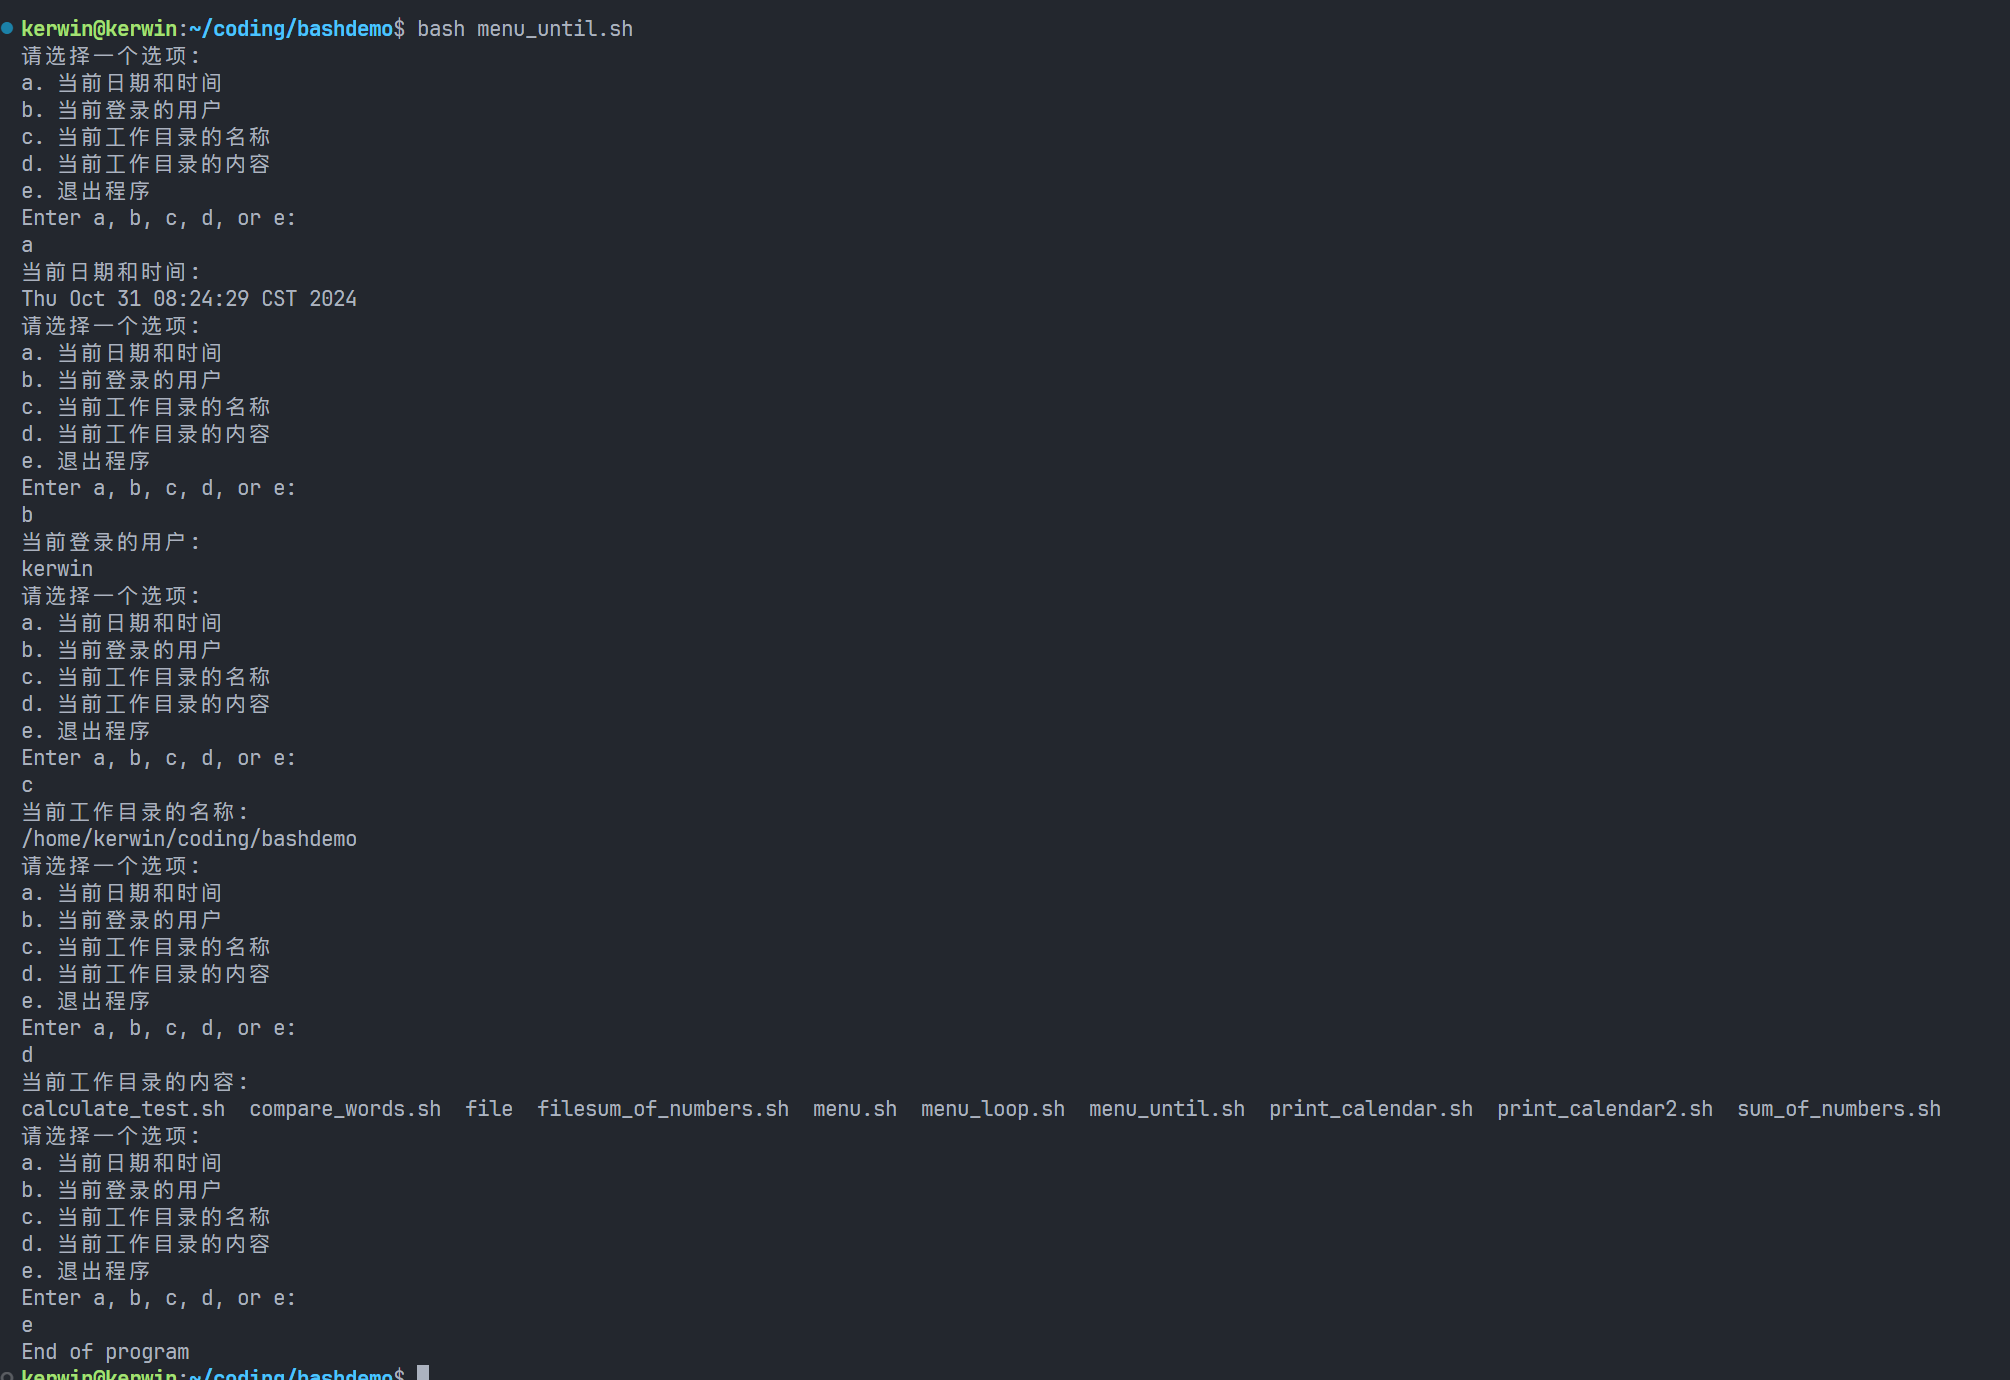 kerwin@kerwin:~/coding/bashdemo$ bash menu_until.sh
请选择一个选项:
a. 当前日期和时间
b. 当前登录的用户
c. 当前工作目录的名称
d. 当前工作目录的内容
e. 退出程序
Enter a, b, c, d, or e:
a
当前日期和时间:
Thu Oct 31 08:24:29 CST 2024
请选择一个选项:
a. 当前日期和时间
b. 当前登录的用户
c. 当前工作目录的名称
d. 当前工作目录的内容
e. 退出程序
Enter a, b, c, d, or e:
b
当前登录的用户:
kerwin
请选择一个选项:
a. 当前日期和时间
b. 当前登录的用户
c. 当前工作目录的名称
d. 当前工作目录的内容
e. 退出程序
Enter a, b, c, d, or e:
c
当前工作目录的名称:
/home/kerwin/coding/bashdemo
请选择一个选项:
a. 当前日期和时间
b. 当前登录的用户
c. 当前工作目录的名称
d. 当前工作目录的内容
e. 退出程序
Enter a, b, c, d, or e:
d
当前工作目录的内容:
calculate_test.sh  compare_words.sh  file  filesum_of_numbers.sh  menu.sh  menu_loop.sh  menu_until.sh  print_calendar.sh  print_calendar2.sh  sum_of_numbers.sh
请选择一个选项:
a. 当前日期和时间
b. 当前登录的用户
c. 当前工作目录的名称
d. 当前工作目录的内容
e. 退出程序
Enter a, b, c, d, or e:
e
End of program
kerwin@kerwin:~/coding/bashdemo$